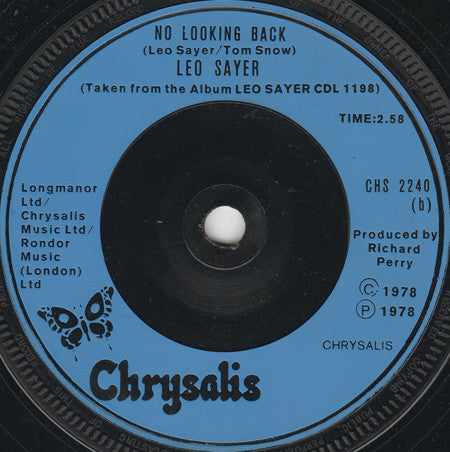 NO LOOKING BACK
(Leo Sayer/Tom Snow)
LEO SAYER
(Taken from the Album LEO SAYER CDL 1198)
TIME:2.58
Longmanor
Ltd/
Chrysalis
Music Ltd/
Rondor
Music
(London)
Ltd
CHS 2240
(b)
Produced by
Richard
Perry
© 1978
℗ 1978
CHRYSALIS
Chrysalis